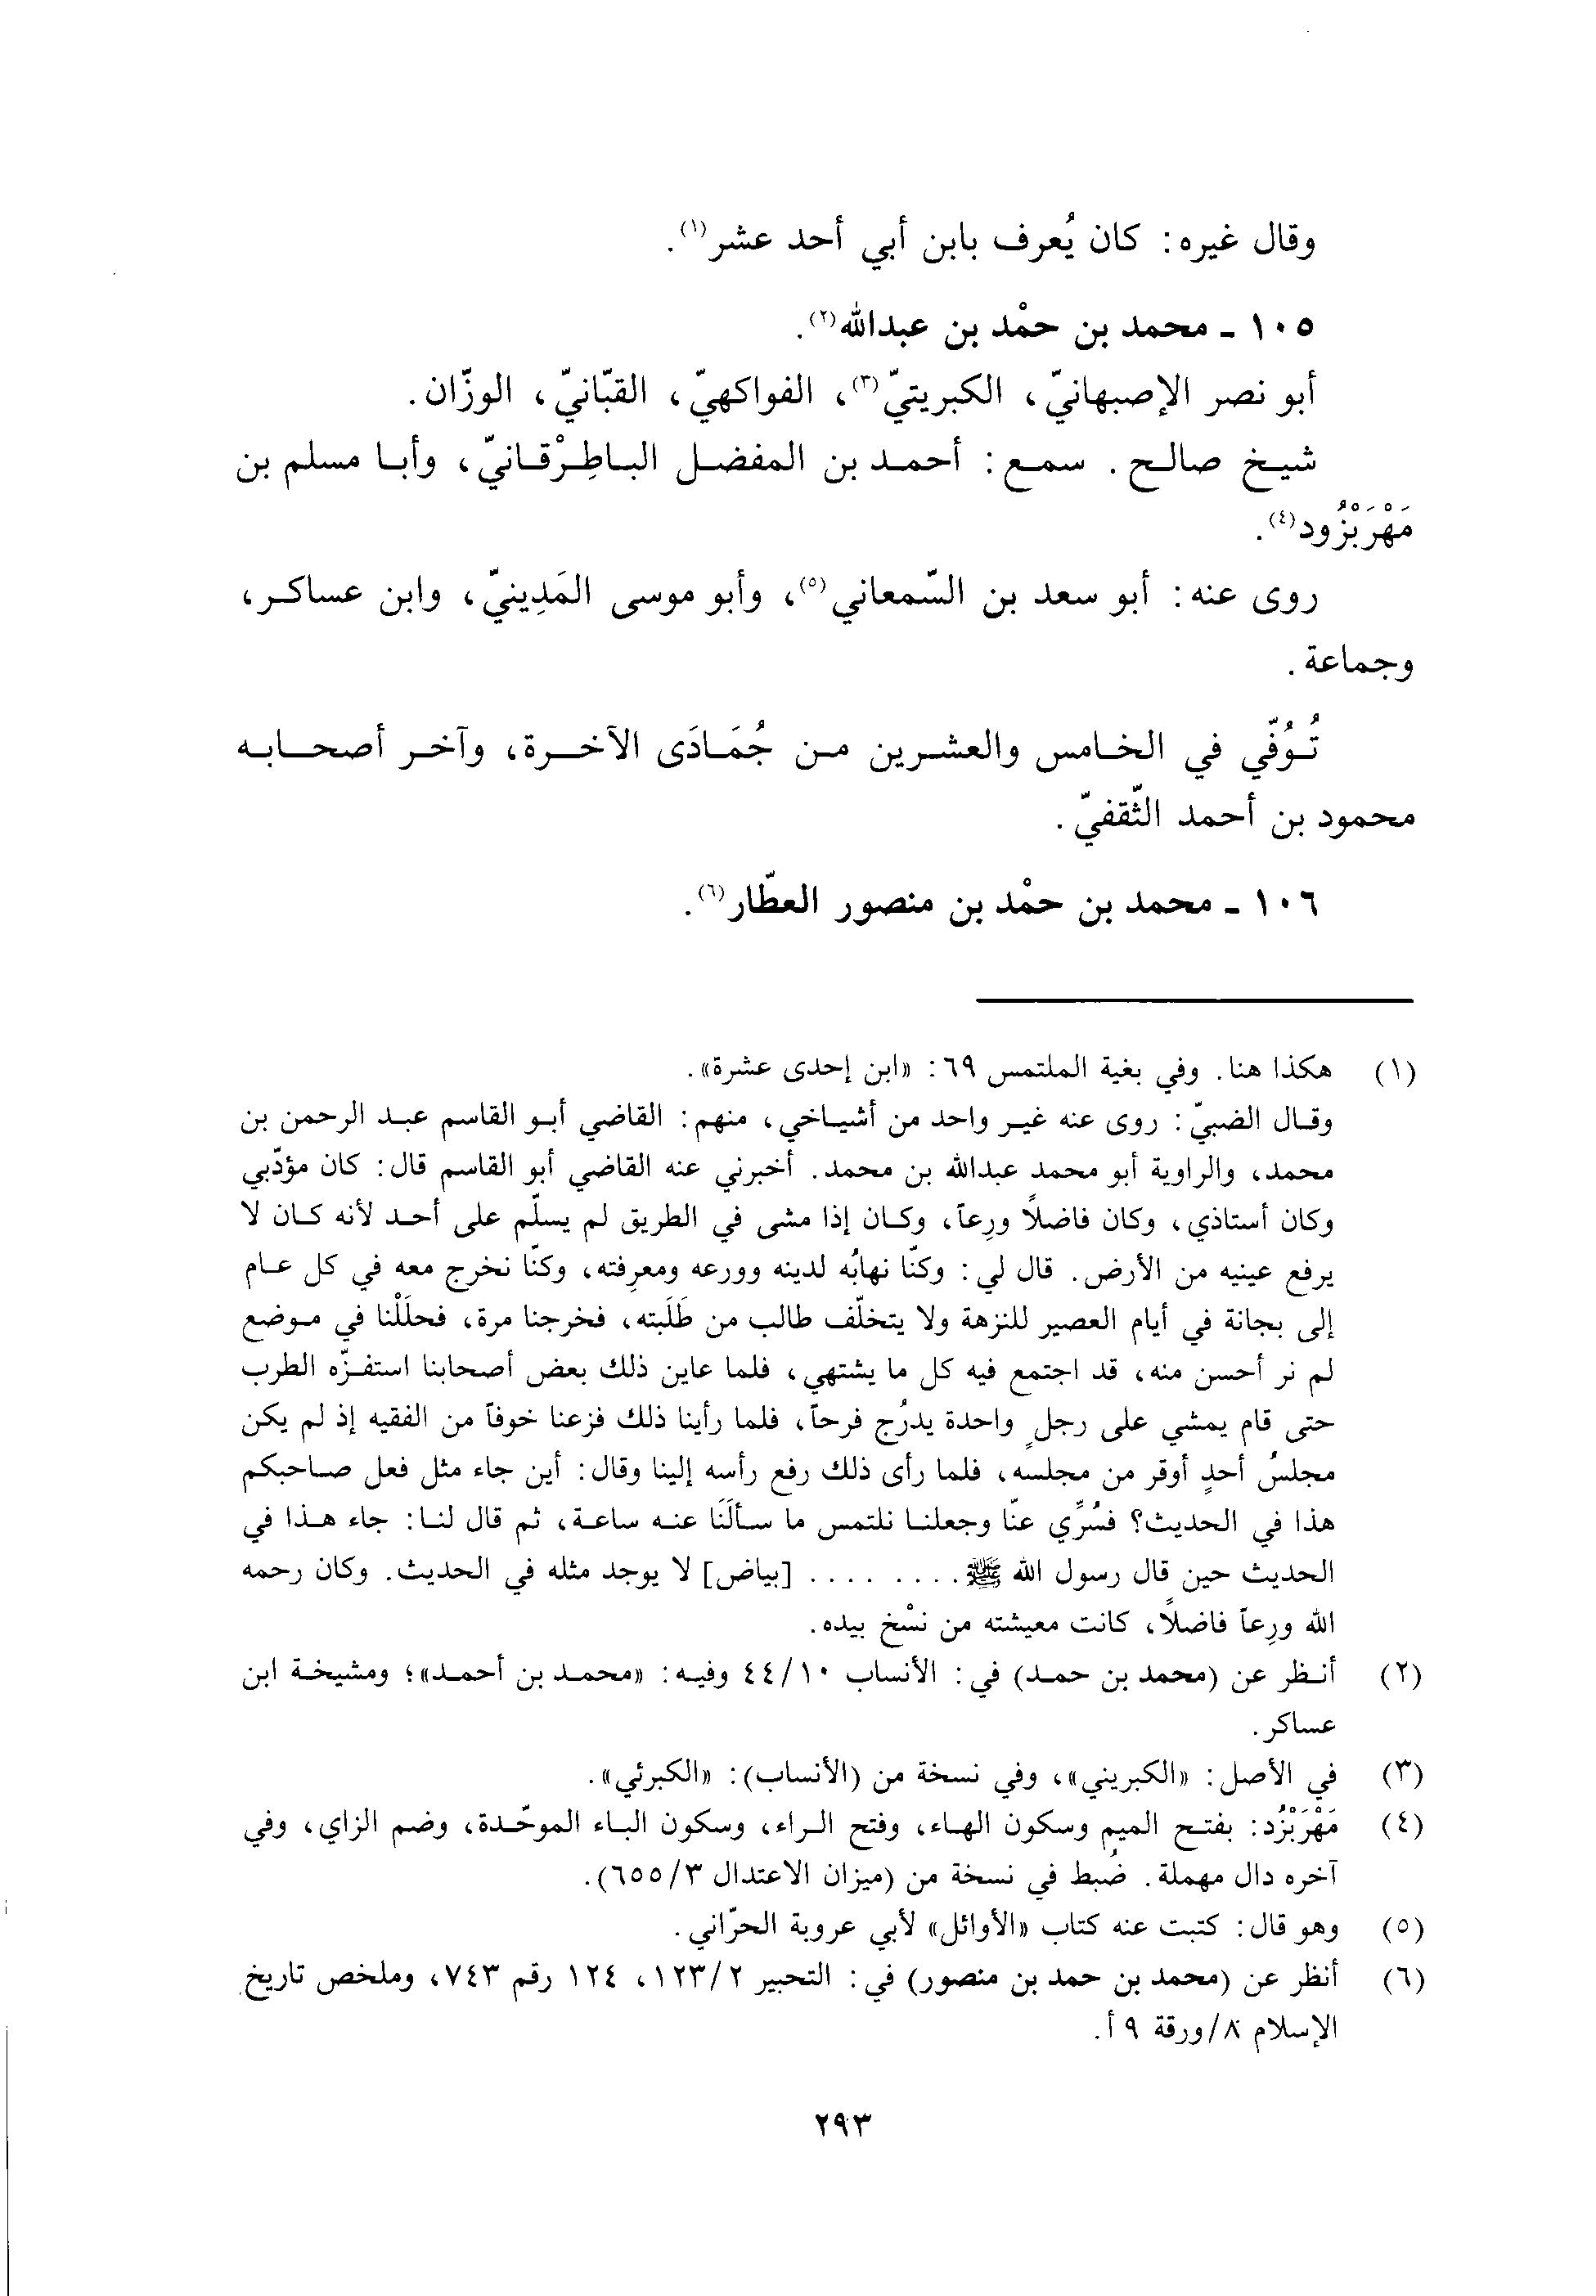 وقال غيره: كان يُعرف بابن أبي أحد عشر(١).
١٠٥ ـ محمد بن حمْد بن عبدالله(٢).
أبو نصر الإصبهانيّ، الكبريتيّ(٣)، الفواكهيّ، القبّانيّ، الوزّان.
شيخ صالح. سمع: أحمد بن المفضل الباطِرْقانيّ، وأبا مسلم بن
مَهْرَبْزُود(٤).
روى عنه: أبو سعد بن السّمعاني(٥)، وأبو موسى المَدِينيّ، وابن عساكر،
وجماعة.
تُوُفّي في الخامس والعشرين من جُمَادَى الآخرة، وآخر أصحابه
محمود بن أحمد الثّقفيّ.
١٠٦ ـ محمد بن حمْد بن منصور العطّار(٦).
(١) هكذا هنا. وفي بغية الملتمس ٦٩: «ابن إحدى عشرة».
وقال الضبيّ: روى عنه غير واحد من أشياخي، منهم: القاضي أبو القاسم عبد الرحمن بن
محمد، والراوية أبو محمد عبدالله بن محمد. أخبرني عنه القاضي أبو القاسم قال: كان مؤدّبي
وكان أستاذي، وكان فاضلاً ورِعاً، وكان إذا مشى في الطريق لم يسلّم على أحد لأنه كان لا
يرفع عينيه من الأرض. قال لي: وكنّا نهابُه لدينه وورعه ومعرِفته، وكنّا نخرج معه في كل عام
إلى بجانة في أيام العصير للنزهة ولا يتخلّف طالب من طَلَبته، فخرجنا مرة، فحلَلْنا في موضع
لم نر أحسن منه، قد اجتمع فيه كل ما يشتهي، فلما عاين ذلك بعض أصحابنا استفزّه الطرب
حتى قام يمشي على رجلٍ واحدة يدرُج فرحاً، فلما رأينا ذلك فزعنا خوفاً من الفقيه إذ لم يكن
مجلسُ أحدٍ أوقر من مجلسه، فلما رأى ذلك رفع رأسه إلينا وقال: أين جاء مثل فعل صاحبكم
هذا في الحديث؟ فسُرِّي عنّا وجعلنا نلتمس ما سألَنَا عنه ساعة، ثم قال لنا: جاء هذا في
الحديث حين قال رسول الله ﷺ. . . . . . . . [بياض] لا يوجد مثله في الحديث. وكان رحمه
الله ورِعاً فاضلاً، كانت معيشته من نسْخ بيده.
(٢) أنظر عن (محمد بن حمد) في: الأنساب ٤٤/١٠ وفيه: «محمد بن أحمد»؛ ومشيخة ابن
عساكر.
(٣) في الأصل: «الكبريني»، وفي نسخة من (الأنساب): «الكبرئي».
(٤) مَهْرَبْزُد: بفتح الميم وسكون الهاء، وفتح الراء، وسكون الباء الموحّدة، وضم الزاي، وفي
آخره دال مهملة. ضُبط في نسخة من (ميزان الاعتدال ٦٥٥/٣).
(٥) وهو قال: كتبت عنه كتاب «الأوائل» لأبي عروبة الحرّاني.
(٦) أنظر عن (محمد بن حمد بن منصور) في: التحبير ١٢٣/٢، ١٢٤ رقم ٧٤٣، وملخص تاريخ
الإسلام ٨/ورقة ٩ أ.
٢٩٣